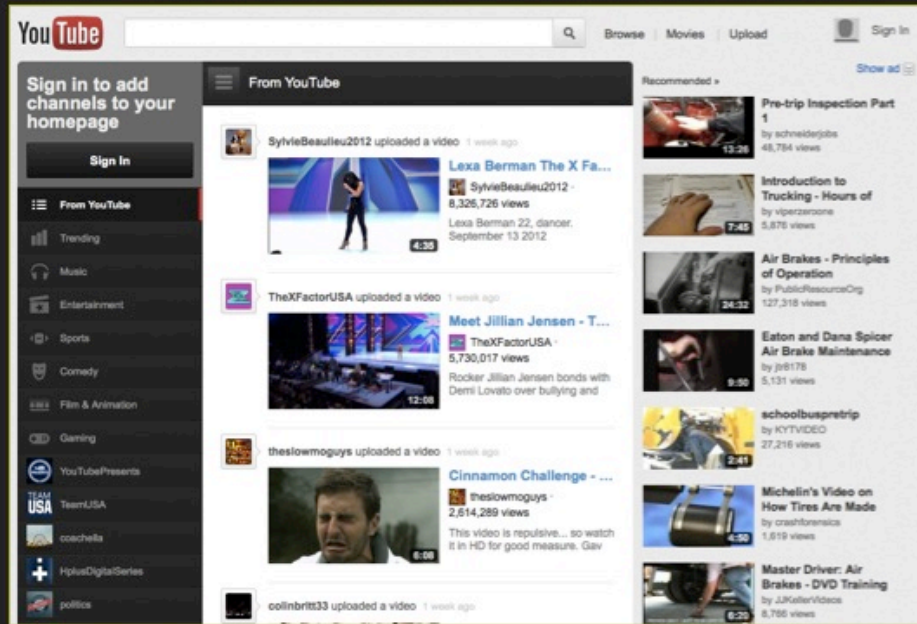 YouTube
Browse Movies Upload
Sign In
Show ad
Sign in to add
channels to your
homepage
Sign In
From YouTube
Trending
Music
Entertainment
Sports
Comedy
Film & Animation
Gaming
YouTubePresents
TEAM
USA
TeamUSA
coachella
HplusDigitalSeries
politics
From YouTube
SylvieBeaulieu2012 uploaded a video 1 week ago
4:35
Lexa Berman The X Fa...
SylvieBeaulieu2012 ·
8,326,726 views
Lexa Berman 22, dancer.
September 13 2012
TheXFactorUSA uploaded a video 1 week ago
12:08
Meet Jillian Jensen - T...
TheXFactorUSA ·
5,730,017 views
Rocker Jillian Jensen bonds with
Demi Lovato over bullying and
theslowmoguys uploaded a video 1 week ago
6:08
Cinnamon Challenge - ...
theslowmoguys ·
2,614,289 views
This video is repulsive... so watch
it in HD for good measure. Gav
colinbritt33 uploaded a video 1 week ago
Recommended »
13:26
Pre-trip Inspection Part
1
by schneiderjobs
48,784 views
7:45
Introduction to
Trucking - Hours of
by viperzerxone
5,876 views
24:32
Air Brakes - Principles
of Operation
by PublicResourceOrg
127,318 views
9:50
Eaton and Dana Spicer
Air Brake Maintenance
by jtr8178
5,131 views
2:41
schoolbuspretrip
by KYTVIDEO
27,216 views
4:50
Michelin's Video on
How Tires Are Made
by crashforensics
1,619 views
6:20
Master Driver: Air
Brakes - DVD Training
by JJKellerVideos
8,766 views